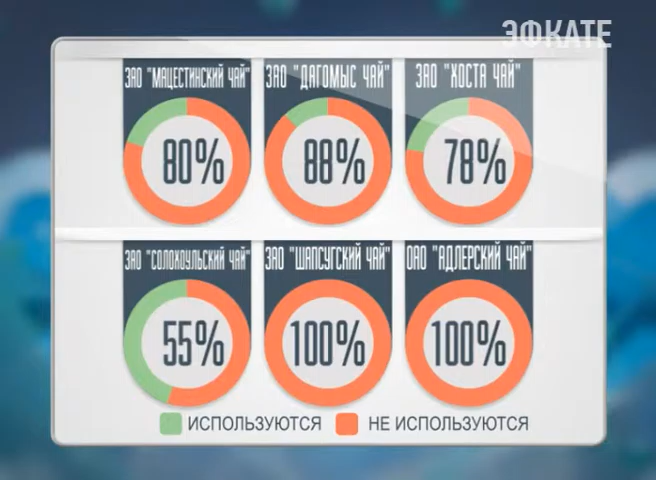 ЭФКАТЕ
ЗАО "МАЦЕСТИНСКИЙ ЧАЙ"
ЗАО "ДАГОМЫС ЧАЙ"
ЗАО "ХОСТА ЧАЙ"
80%
88%
78%
ЗАО "СОЛОХОУЛЬСКИЙ ЧАЙ"
ЗАО "ШАПСУГСКИЙ ЧАЙ"
ОАО "АДЛЕРСКИЙ ЧАЙ"
55%
100%
100%
ИСПОЛЬЗУЮТСЯ
НЕ ИСПОЛЬЗУЮТСЯ